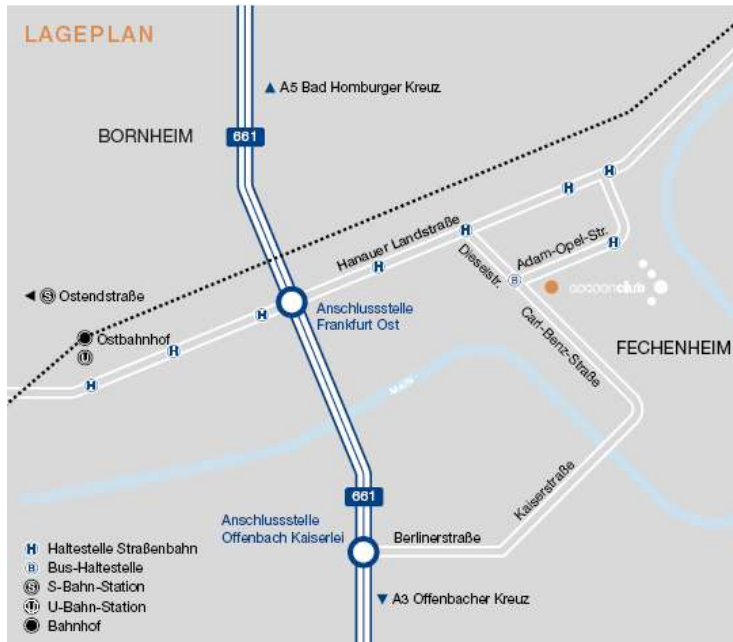 LAGEPLAN
A5 Bad Homburger Kreuz
BORNHEIM
661
Hanauer Landstraße
H
H
H
Adam-Opel-Str.
H
H
Dieselstr.
B
cocoonclub
S Ostendstraße
Anschlussstelle
Frankfurt Ost
H
Ostbahnhof
U
H
H
Carl-Benz-Straße
FECHENHEIM
Main
Kaiserstraße
661
Anschlussstelle
Offenbach Kaiserlei
Berlinerstraße
A3 Offenbacher Kreuz
H Haltestelle Straßenbahn
B Bus-Haltestelle
S S-Bahn-Station
U U-Bahn-Station
Bahnhof